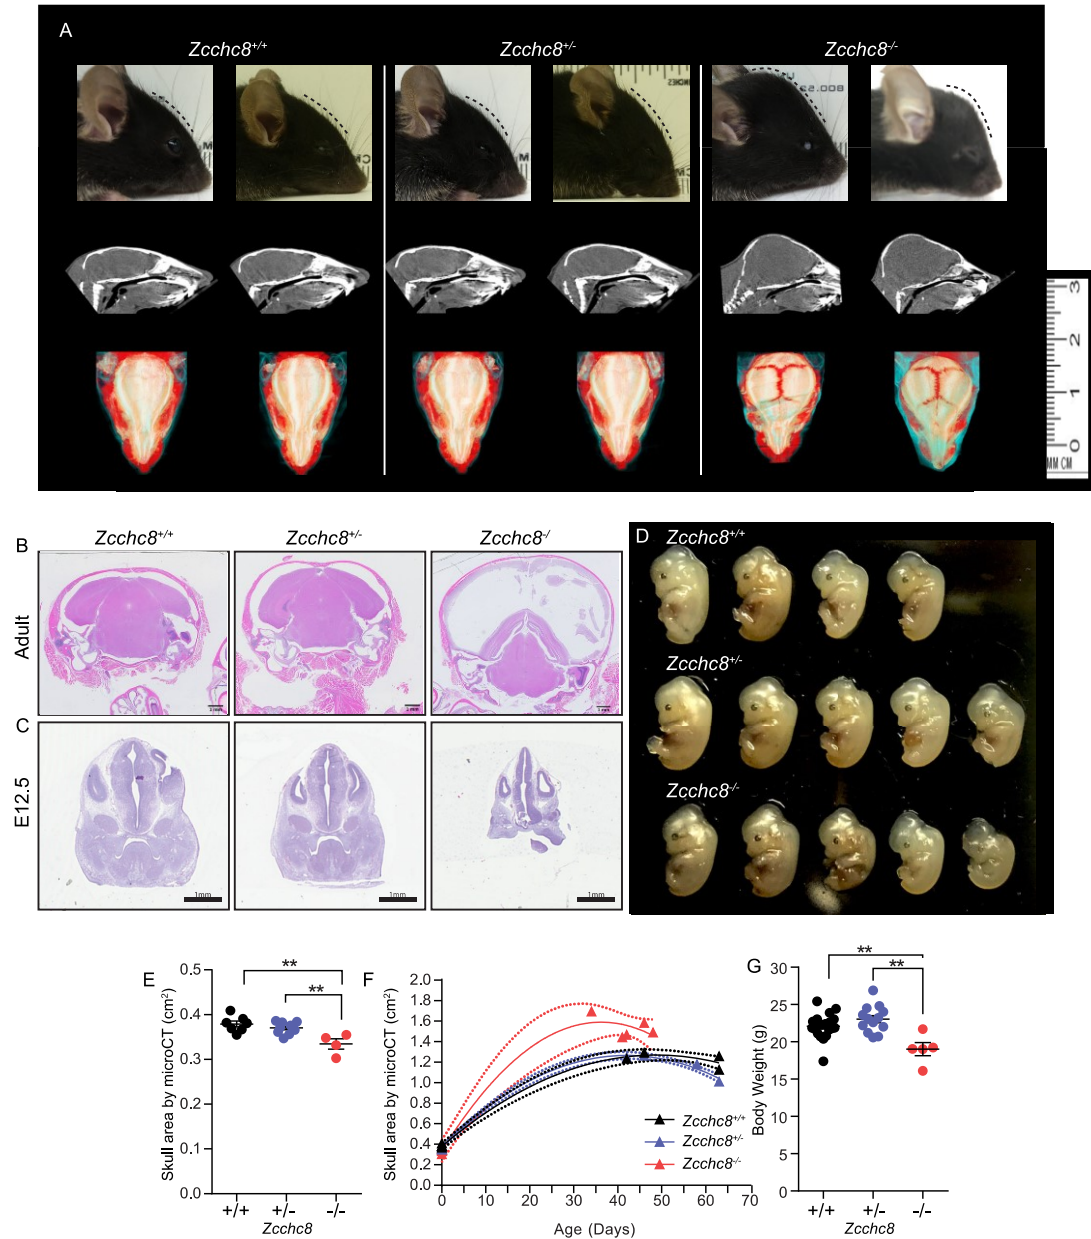 A
Zcchc8+/+
Zcchc8+/-
Zcchc8-/-
3
2
1
0
MM CM
B
Zcchc8+/+
Zcchc8+/-
Zcchc8-/
Adult
C
E12.5
1mm
1mm
1mm
D
Zcchc8+/+
Zcchc8+/-
Zcchc8-/-
E
Skull area by microCT (cm2)
0.5
0.4
0.3
0.2
0.1
0.0
**
**
+/+
+/-
-/-
Zcchc8
F
Skull area by microCT (cm2)
2.0
1.8
1.6
1.4
1.2
1.0
0.8
0.6
0.4
0.2
0.0
0 10 20 30 40 50 60 70
Age (Days)
Zcchc8+/+
Zcchc8+/-
Zcchc8-/-
G
Body Weight (g)
30
25
20
15
10
5
0
**
**
+/+
+/-
-/-
Zcchc8